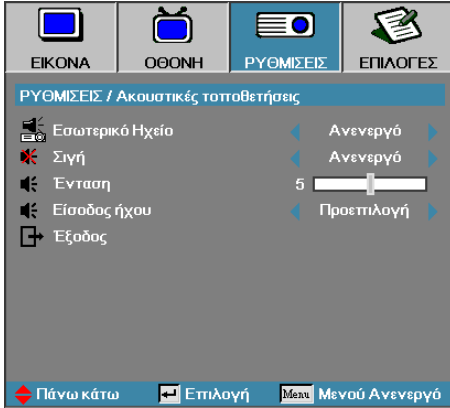 ΕΙΚΟΝΑ ΟΘΟΝΗ ΡΥΘΜΙΣΕΙΣ ΕΠΙΛΟΓΕΣ
ΡΥΘΜΙΣΕΙΣ / Ακουστικές τοπτοθετήσεις
Εσωτερικό Ηχείο Ανενεργό
Σιγή Ανενεργό
Ένταση 5
Είσοδος ήχου Προεπιλογή
Έξοδος
Πάνω κάτω Επιλογή Menu Μενού Ανενεργό